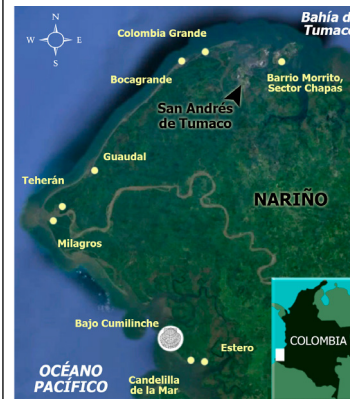 N
W E
S
Bahía d
Tumaco
Colombia Grande
Bocagrande
Barrio Morrito,
Sector Chapas
San Andrés
de Tumaco
Guaudal
Teherán
NARIÑO
Milagros
Bajo Cumilinche
COLOMBIA
Estero
OCÉANO
PACÍFICO
Candelilla
de la Mar